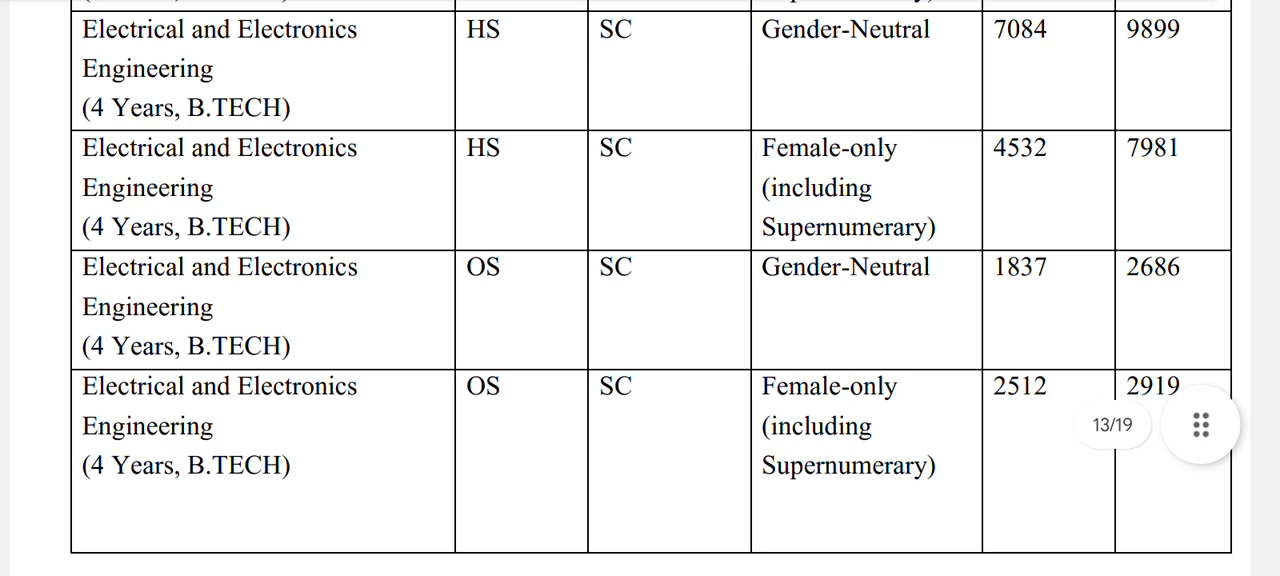 Electrical and Electronics HS SC Gender-Neutral 7084 9899
Engineering
(4 Years, B.TECH)
Electrical and Electronics HS SC Female-only 4532 7981
Engineering (including
(4 Years, B.TECH) Supernumerary)
Electrical and Electronics OS SC Gender-Neutral 1837 2686
Engineering
(4 Years, B.TECH)
Electrical and Electronics OS SC Female-only 2512 2919
Engineering (including 13/19
(4 Years, B.TECH) Supernumerary)